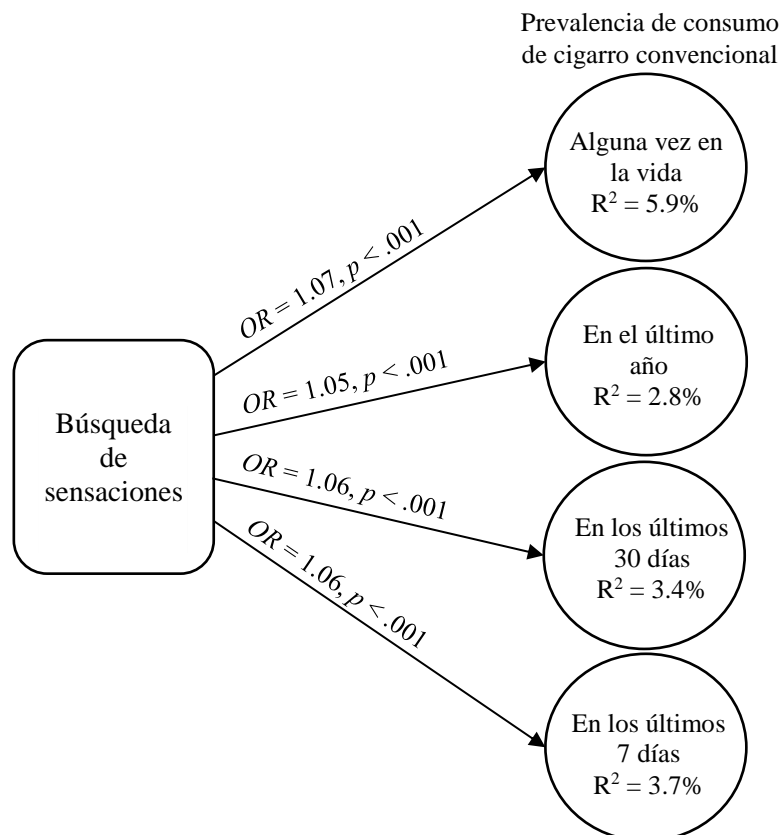 Prevalencia de consumo
de cigarro convencional
Alguna vez en
la vida
R² = 5.9%
OR = 1.07, p < .001
En el último
año
R² = 2.8%
OR = 1.05, p < .001
Búsqueda
de
sensaciones
OR = 1.06, p < .001
En los últimos
30 días
R² = 3.4%
OR = 1.06, p < .001
En los últimos
7 días
R² = 3.7%